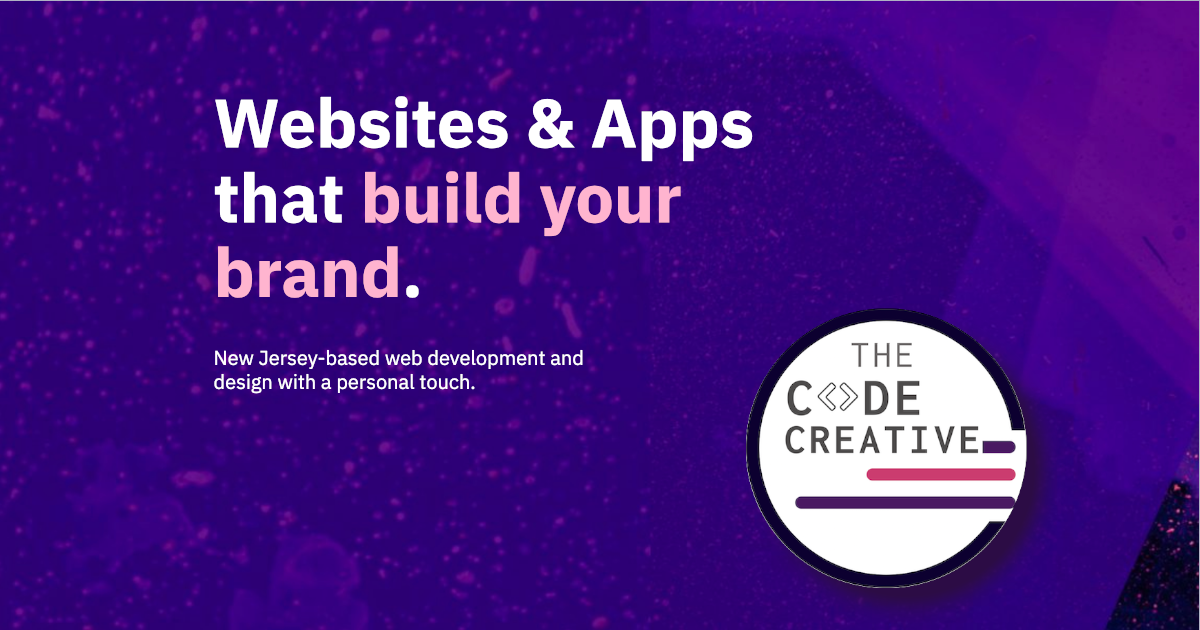 Websites & Apps
that build your
brand.
New Jersey-based web development and
design with a personal touch.
THE
C<>DE
CREATIVE